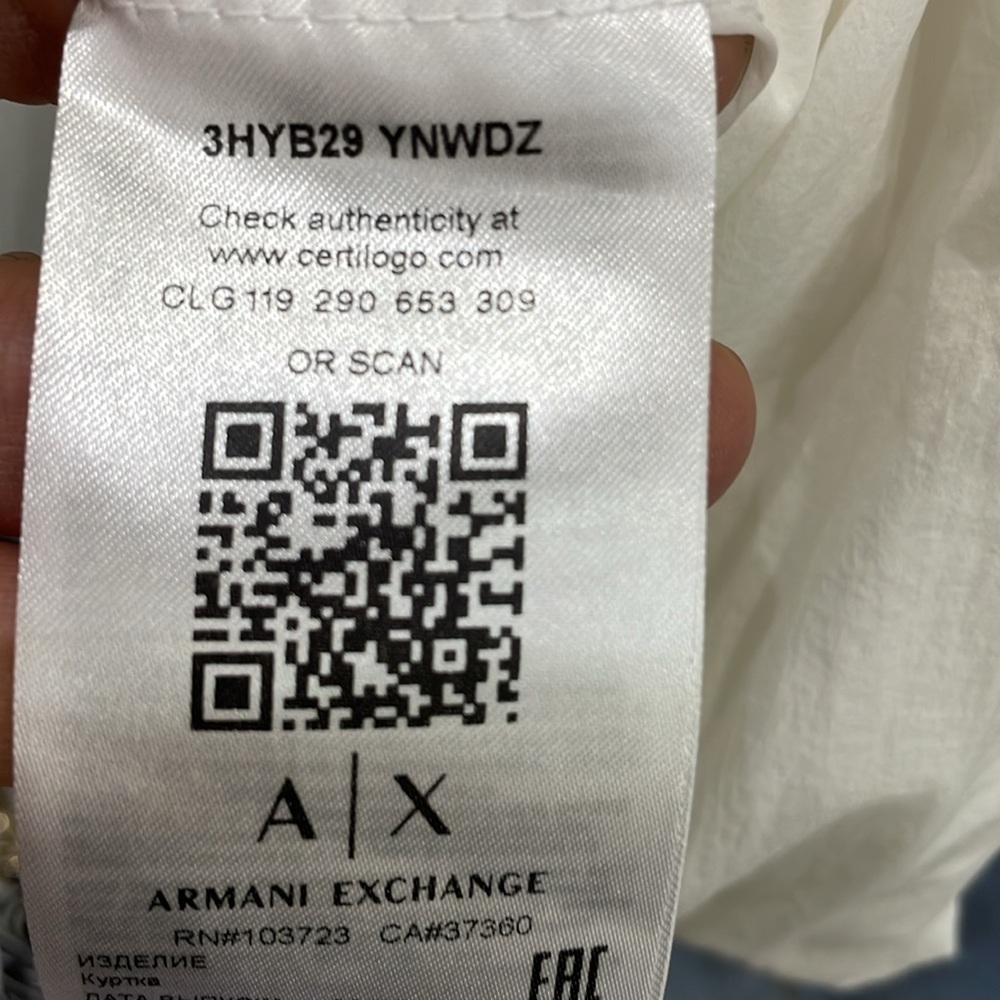 3HYB29 YNWDZ
Check authenticity at
www certilogo com
CLG 119 290 653 309
OR SCAN
A|X
ARMANI EXCHANGE
RN#103723 CA#37360
ИЗДЕЛИЕ
Куртка
EAC